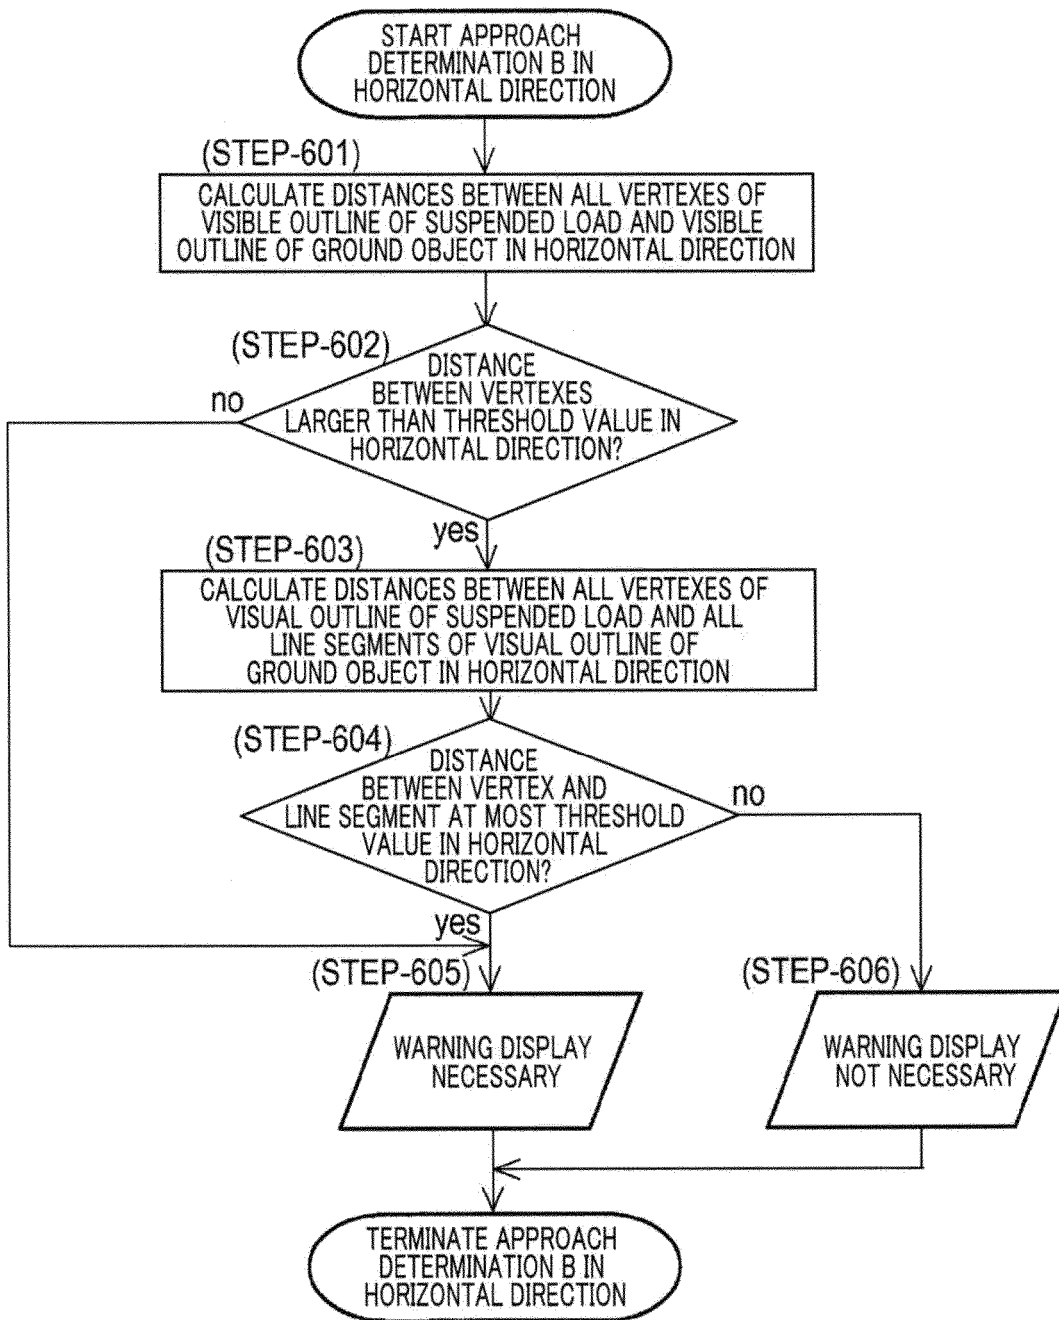 START APPROACH
DETERMINATION B IN
HORIZONTAL DIRECTION
(STEP-601)
CALCULATE DISTANCES BETWEEN ALL VERTEXES OF
VISIBLE OUTLINE OF SUSPENDED LOAD AND VISIBLE
OUTLINE OF GROUND OBJECT IN HORIZONTAL DIRECTION
(STEP-602)
DISTANCE
BETWEEN VERTEXES
LARGER THAN THRESHOLD VALUE IN
HORIZONTAL DIRECTION?
no
yes
(STEP-603)
CALCULATE DISTANCES BETWEEN ALL VERTEXES OF
VISUAL OUTLINE OF SUSPENDED LOAD AND ALL
LINE SEGMENTS OF VISUAL OUTLINE OF
GROUND OBJECT IN HORIZONTAL DIRECTION
(STEP-604)
DISTANCE
BETWEEN VERTEX AND
LINE SEGMENT AT MOST THRESHOLD
VALUE IN HORIZONTAL
DIRECTION?
no
yes
(STEP-605)
WARNING DISPLAY
NECESSARY
(STEP-606)
WARNING DISPLAY
NOT NECESSARY
TERMINATE APPROACH
DETERMINATION B IN
HORIZONTAL DIRECTION